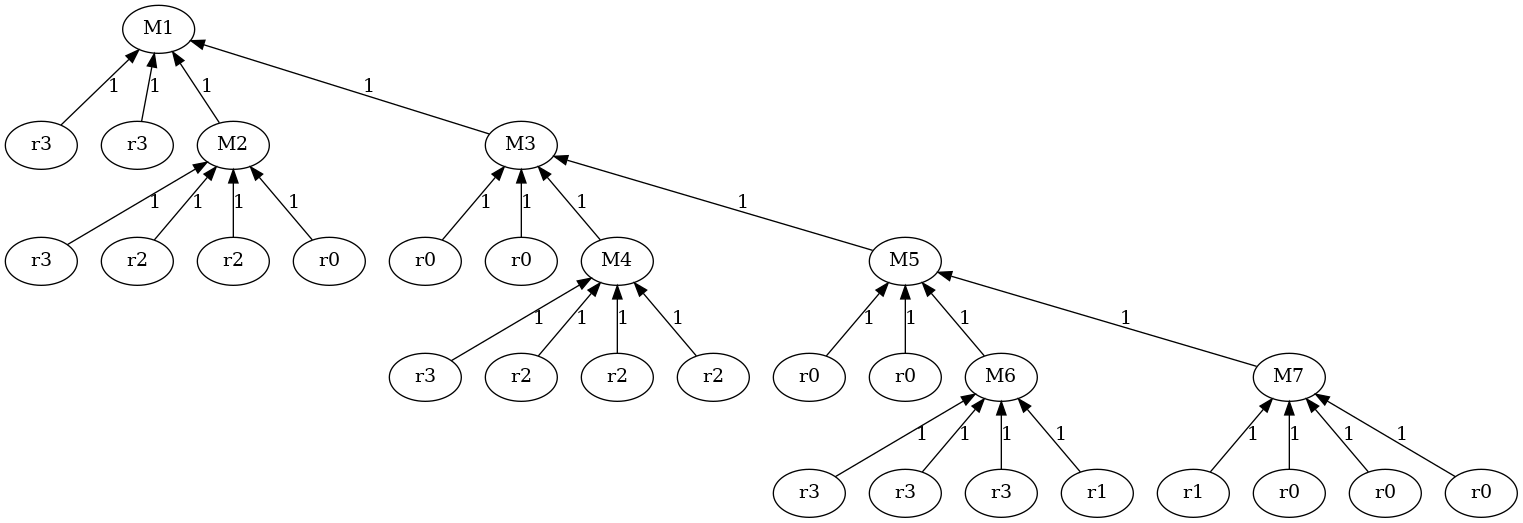 M1
1 1 1 1
r3 r3 M2 M3
1 1 1 1 1 1 1 1
r3 r2 r2 r0 r0 r0 M4 M5
1 1 1 1 1 1 1 1
r3 r2 r2 r2 r0 r0 M6 M7
1 1 1 1 1 1 1 1
r3 r3 r3 r1 r1 r0 r0 r0